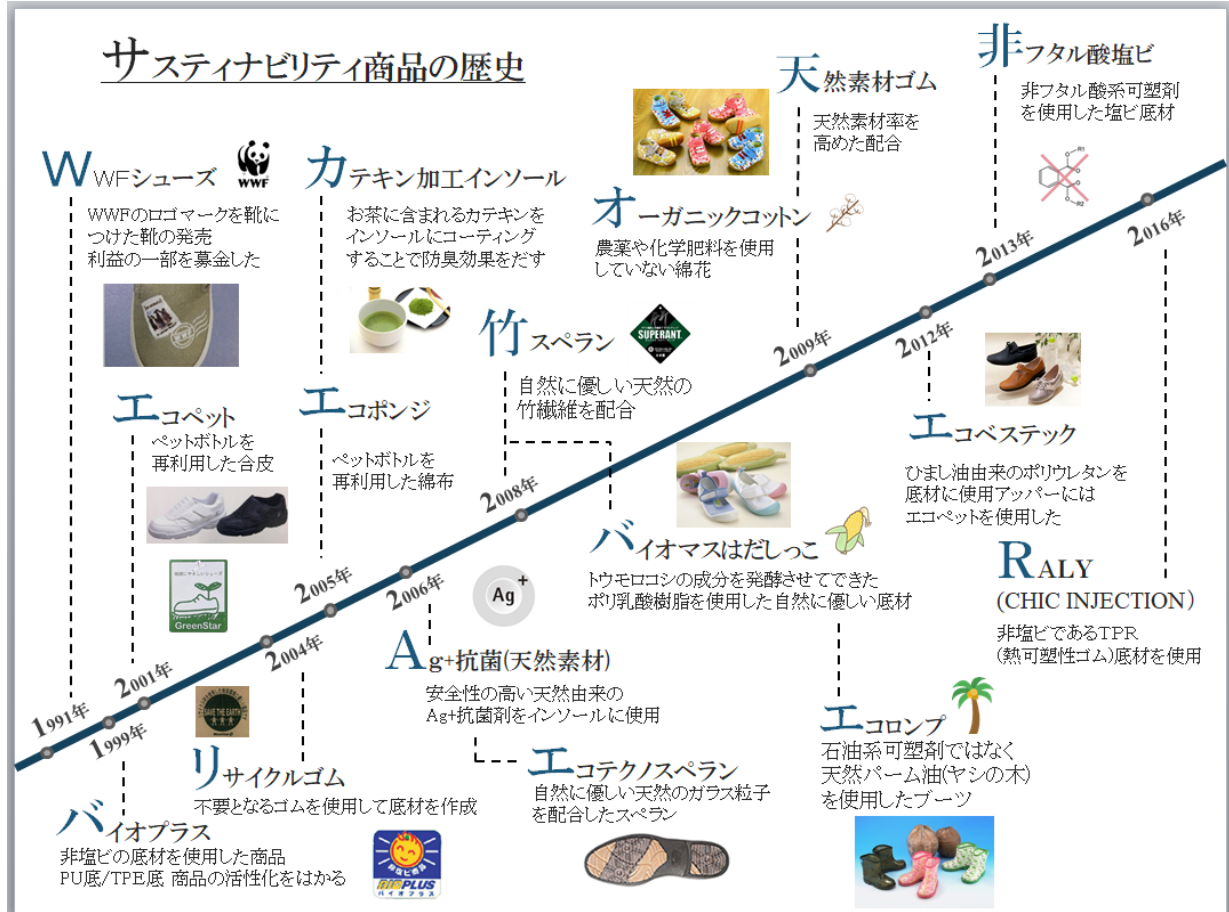 サスティナビリティ商品の歴史
WWFシューズ
WWF
WWFのロゴマークを靴に
つけた靴の発売
利益の一部を募金した
カテキン加工インソール
お茶に含まれるカテキンを
インソールにコーティング
することで防臭効果をだす
オーガニックコットン
農薬や化学肥料を使用
していない綿花
天然素材ゴム
天然素材率を
高めた配合
非フタル酸塩ビ
非フタル酸系可塑剤
を使用した塩ビ底材
O-R1
O
O
O-R2
竹スペラン
SUPERANT.
自然に優しい天然の
竹繊維を配合
エコペット
ペットボトルを
再利用した合皮
GreenStar
エコポンジ
ペットボトルを
再利用した綿布
バイオマスはだしっこ
トウモロコシの成分を発酵させてできた
ポリ乳酸樹脂を使用した自然に優しい底材
エコベステック
ひまし油由来のポリウレタンを
底材に使用アッパーには
エコペットを使用した
RALY
(CHIC INJECTION）
非塩ビであるTPR
(熱可塑性ゴム)底材を使用
1991年
1999年
2001年
2004年
2005年
2006年
2008年
2009年
2012年
2013年
2016年
Ag+
Ag+抗菌(天然素材)
安全性の高い天然由来の
Ag+抗菌剤をインソールに使用
SAVE THE EARTH
リサイクルゴム
不要となるゴムを使用して底材を作成
エコテクノスペラン
自然に優しい天然のガラス粒子
を配合したスペラン
エコロンプ
石油系可塑剤ではなく
天然パーム油(ヤシの木)
を使用したブーツ
バイオプラス
非塩ビの底材を使用した商品
PU底/TPE底 商品の活性化をはかる
非塩ビ商品
BIOPLUS
バイオプラス